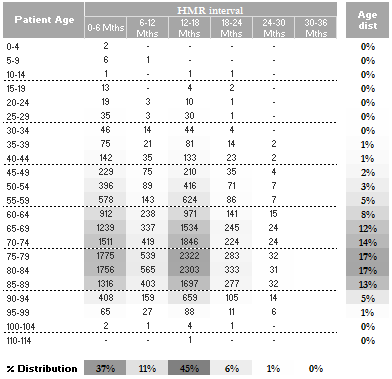 HMR interval
Patient Age 0-6 Mths 6-12 Mths 12-18 Mths 18-24 Mths 24-30 Mths 30-36 Mths Age dist
0-4 2 - - - - 0%
5-9 6 1 - - - 0%
10-14 1 - 1 1 - 0%
15-19 13 - 4 2 - 0%
20-24 19 3 10 1 - 0%
25-29 35 3 30 1 - 0%
30-34 46 14 44 4 - 0%
35-39 75 21 81 14 2 1%
40-44 142 35 133 23 2 1%
45-49 229 75 210 35 4 2%
50-54 396 89 416 71 7 3%
55-59 578 143 624 86 7 5%
60-64 912 238 971 141 15 8%
65-69 1239 337 1534 245 24 12%
70-74 1511 419 1846 224 24 14%
75-79 1775 539 2322 283 32 17%
80-84 1756 565 2303 333 31 17%
85-89 1316 403 1697 277 32 13%
90-94 408 159 659 105 14 5%
95-99 65 27 88 11 6 1%
100-104 2 1 4 1 - 0%
110-114 - - 1 - - 0%
% Distribution 37% 11% 45% 6% 1% 0%